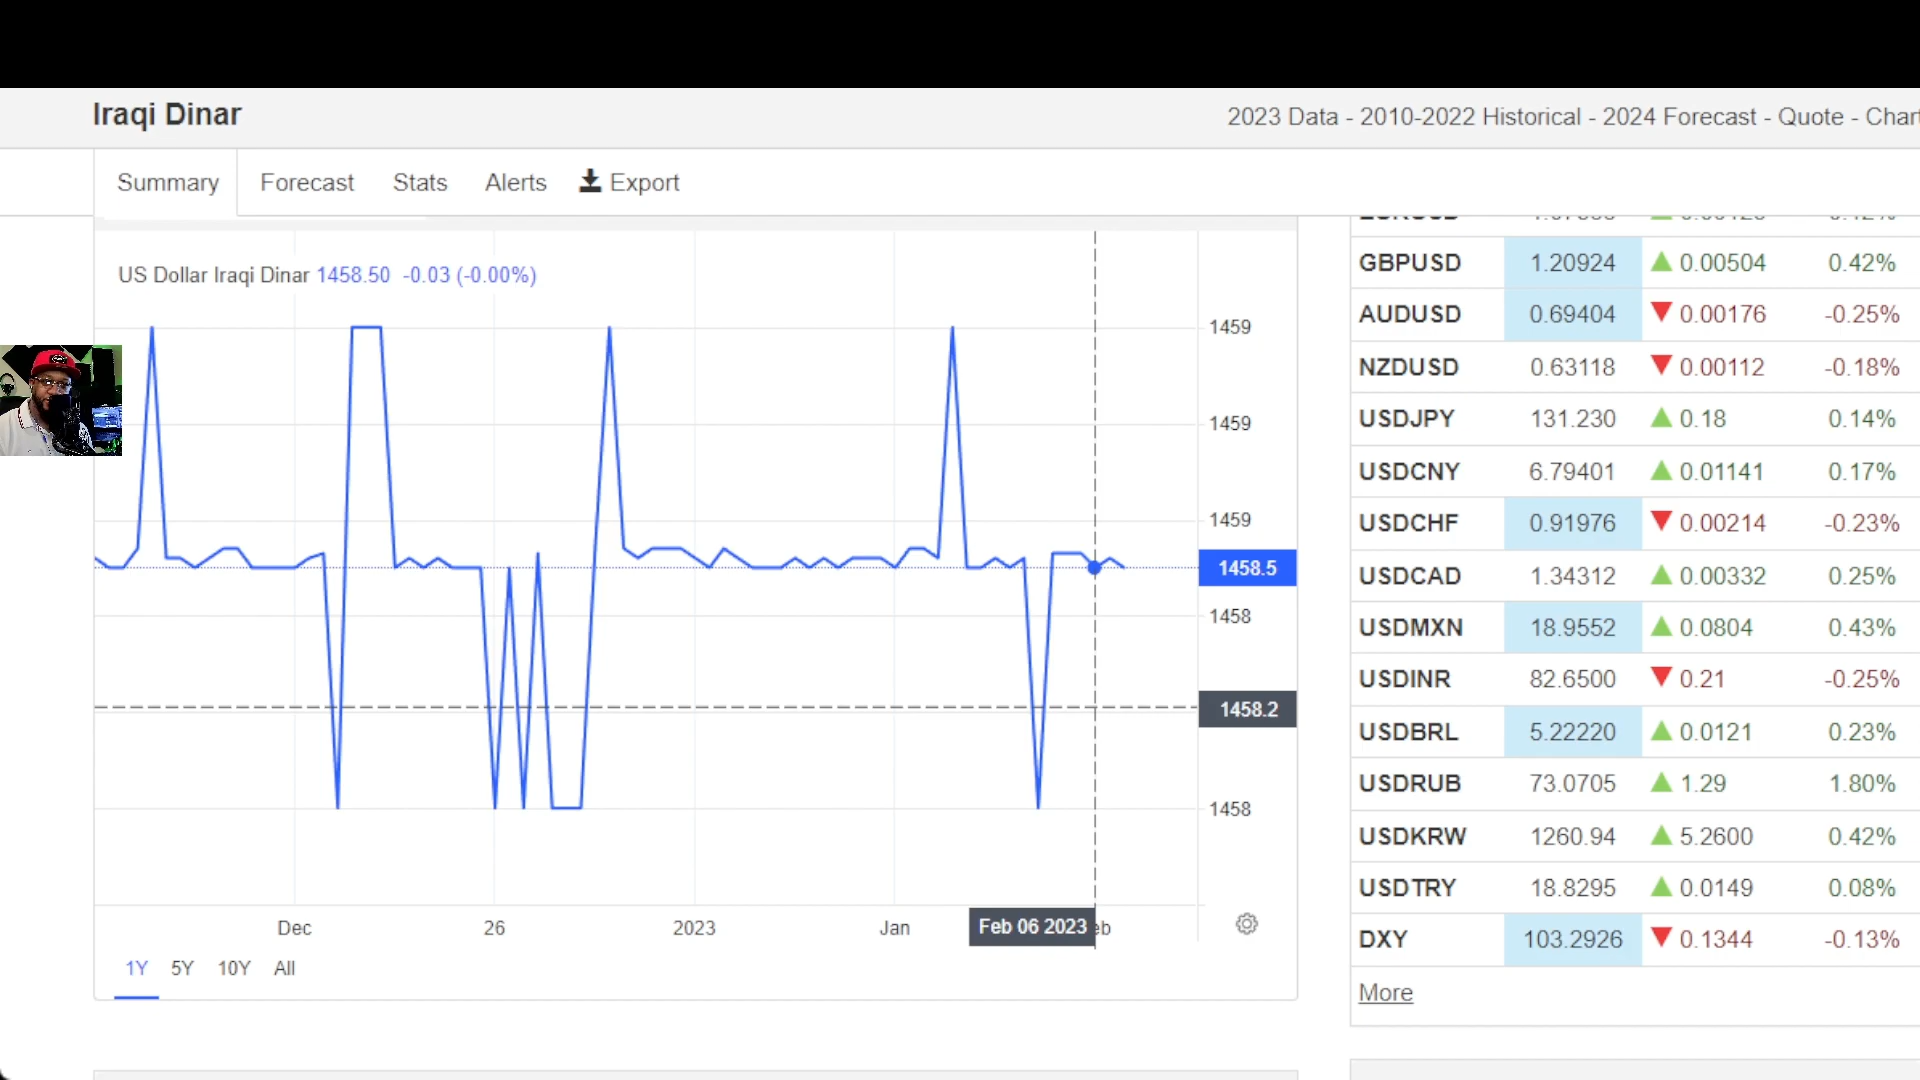 Iraqi Dinar
2023 Data - 2010-2022 Historical - 2024 Forecast - Quote - Chart
Summary Forecast Stats Alerts Export
US Dollar Iraqi Dinar 1458.50 -0.03 (-0.00%)
1459
1459
1459
1458.5
1458
1458.2
1458
Dec 26 2023 Jan Feb 06 2023 eb
1Y 5Y 10Y All
GBPUSD 1.20924 0.00504 0.42%
AUDUSD 0.69404 0.00176 -0.25%
NZDUSD 0.63118 0.00112 -0.18%
USDJPY 131.230 0.18 0.14%
USDCNY 6.79401 0.01141 0.17%
USDCHF 0.91976 0.00214 -0.23%
USDCAD 1.34312 0.00332 0.25%
USDMXN 18.9552 0.0804 0.43%
USDINR 82.6500 0.21 -0.25%
USDBRL 5.22220 0.0121 0.23%
USDRUB 73.0705 1.29 1.80%
USDKRW 1260.94 5.2600 0.42%
USDTRY 18.8295 0.0149 0.08%
DXY 103.2926 0.1344 -0.13%
More